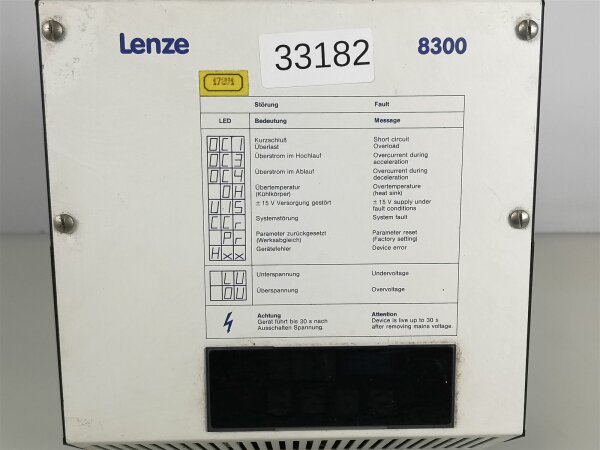 Lenze 33182 8300
Störung Fault
LED Bedeutung Message
OC1 Kurzschluß Short circuit
Überlast Overload
OC3 Überstrom im Hochlauf Overcurrent during
acceleration
OC4 Überstrom im Ablauf Overcurrent during
deceleration
OH Übertemperatur Overtemperature
(Kühlkörper) (heat sink)
U15 ± 15 V Versorgung gestört ± 15 V supply under
fault conditions
CCr Systemstörung System fault
Pr Parameter zurückgesetzt Parameter reset
(Werksabgleich) (Factory setting)
Hxx Gerätefehler Device error
LU Unterspannung Undervoltage
OU Überspannung Overvoltage
Achtung Attention
Gerät führt bis 30 s nach Device is live up to 30 s
Ausschalten Spannung. after removing mains voltage.